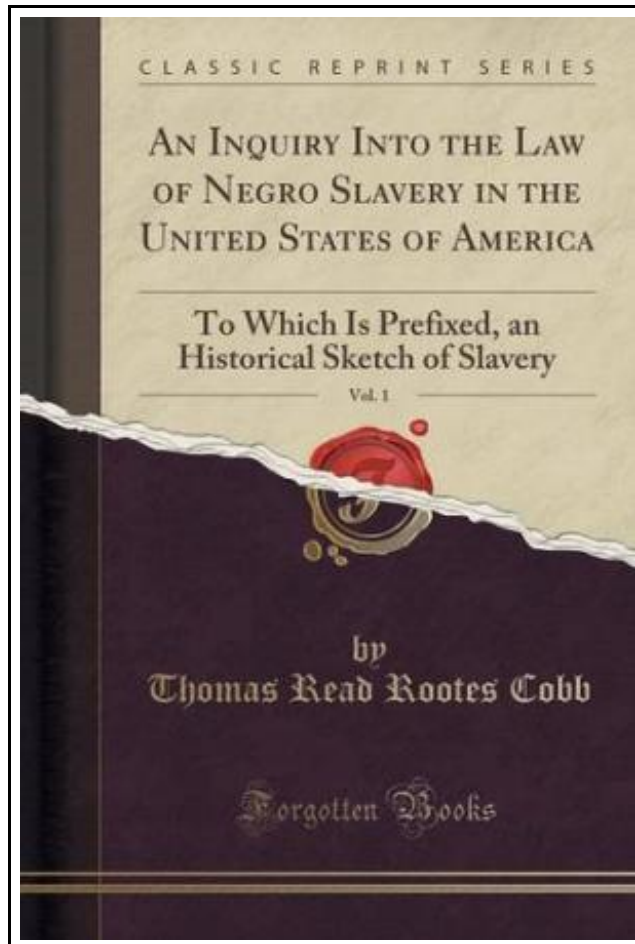 CLASSIC REPRINT SERIES
AN INQUIRY INTO THE LAW
OF NEGRO SLAVERY IN THE
UNITED STATES OF AMERICA
To Which Is Prefixed, an
Historical Sketch of Slavery
Vol. 1
by
Thomas Read Rootes Cobb
Forgotten Books